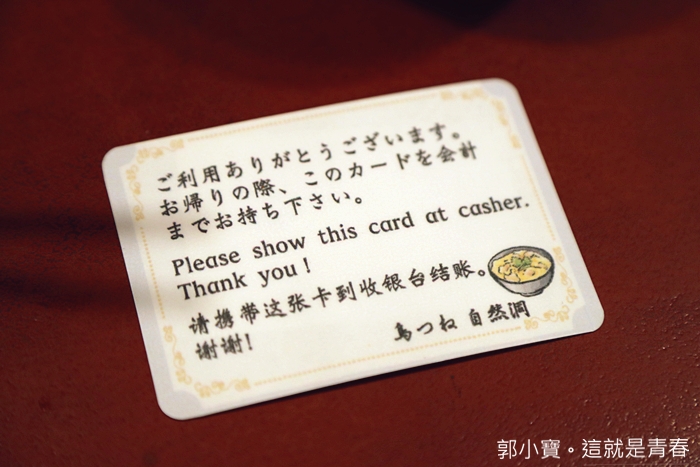 ご利用ありがとうございます。
お帰りの際、このカードを会計
までお持ち下さい。
Please show this card at casher.
Thank you!
请携带这张卡到收银台结账。
谢谢!
鳥つね 自然洞
郭小寶。這就是青春